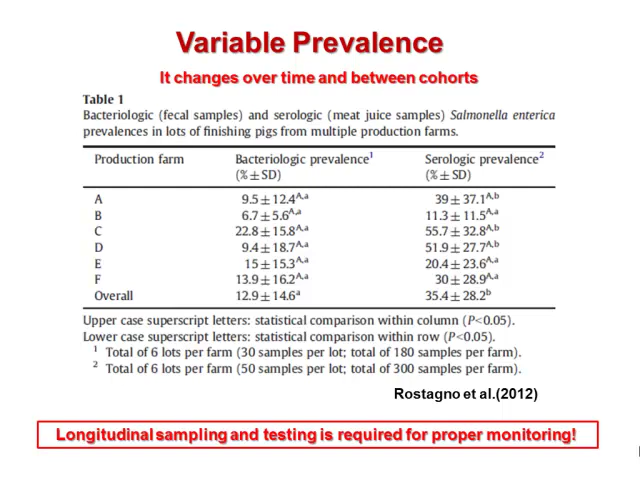 Variable Prevalence
It changes over time and between cohorts
Table 1
Bacteriologic (fecal samples) and serologic (meat juice samples) Salmonella enterica
prevalences in lots of finishing pigs from multiple production farms.
Production farm Bacteriologic prevalence¹ Serologic prevalence²
(% ± SD) (% ± SD)
A 9.5 ± 12.4ᴬ,ᵃ 39 ± 37.1ᴬ,ᵇ
B 6.7 ± 5.6ᴬ,ᵃ 11.3 ± 11.5ᴬ,ᵃ
C 22.8 ± 15.8ᴬ,ᵃ 55.7 ± 32.8ᴬ,ᵇ
D 9.4 ± 18.7ᴬ,ᵃ 51.9 ± 27.7ᴬ,ᵇ
E 15 ± 15.3ᴬ,ᵃ 20.4 ± 23.6ᴬ,ᵃ
F 13.9 ± 16.2ᴬ,ᵃ 30 ± 28.9ᴬ,ᵃ
Overall 12.9 ± 14.6ᵃ 35.4 ± 28.2ᵇ
Upper case superscript letters: statistical comparison within column (P<0.05).
Lower case superscript letters: statistical comparison within row (P<0.05).
¹ Total of 6 lots per farm (30 samples per lot; total of 180 samples per farm).
² Total of 6 lots per farm (50 samples per lot; total of 300 samples per farm).
Rostagno et al.(2012)
Longitudinal sampling and testing is required for proper monitoring!